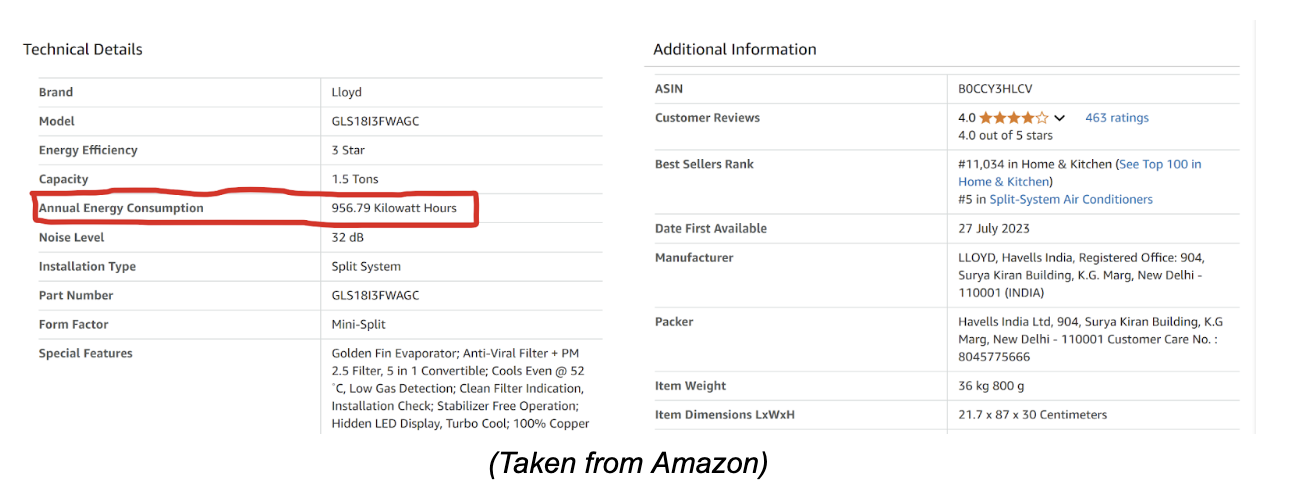 Technical Details
Brand Lloyd
Model GLS18I3FWAGC
Energy Efficiency 3 Star
Capacity 1.5 Tons
Annual Energy Consumption 956.79 Kilowatt Hours
Noise Level 32 dB
Installation Type Split System
Part Number GLS18I3FWAGC
Form Factor Mini-Split
Special Features Golden Fin Evaporator; Anti-Viral Filter + PM
2.5 Filter, 5 in 1 Convertible; Cools Even @ 52
°C, Low Gas Detection; Clean Filter Indication,
Installation Check; Stabilizer Free Operation;
Hidden LED Display, Turbo Cool; 100% Copper
Additional Information
ASIN B0CCY3HLCV
Customer Reviews 4.0 463 ratings
4.0 out of 5 stars
Best Sellers Rank #11,034 in Home & Kitchen (See Top 100 in
Home & Kitchen)
#5 in Split-System Air Conditioners
Date First Available 27 July 2023
Manufacturer LLOYD, Havells India, Registered Office: 904,
Surya Kiran Building, K.G. Marg, New Delhi -
110001 (INDIA)
Packer Havells India Ltd, 904, Surya Kiran Building, K.G
Marg, New Delhi - 110001 Customer Care No. :
8045775666
Item Weight 36 kg 800 g
Item Dimensions LxWxH 21.7 x 87 x 30 Centimeters
(Taken from Amazon)